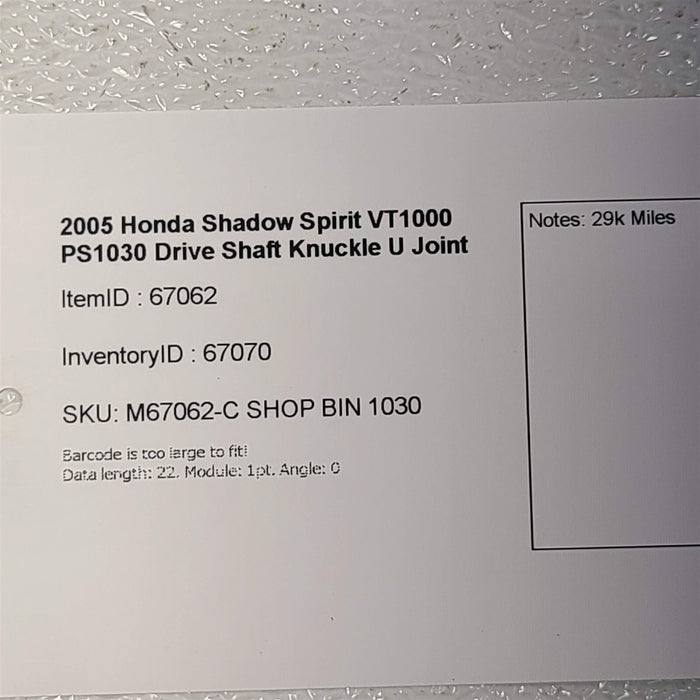 2005 Honda Shadow Spirit VT1000
PS1030 Drive Shaft Knuckle U Joint
Notes: 29k Miles
ItemID : 67062
InventoryID : 67070
SKU: M67062-C SHOP BIN 1030
Barcode is too large to fit!
Data length: 22. Module: 1pt. Angle: 0